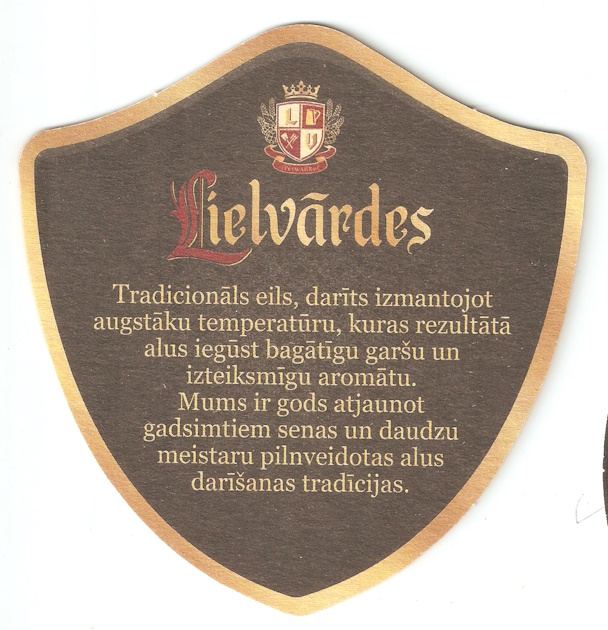 Lielvārdes
Tradicionāls eils, darīts izmantojot
augstāku temperatūru, kuras rezultātā
alus iegūst bagātīgu garšu un
izteiksmīgu aromātu.
Mums ir gods atjaunot
gadsimtiem senas un daudzu
meistaru pilnveidotas alus
darīšanas tradīcijas.